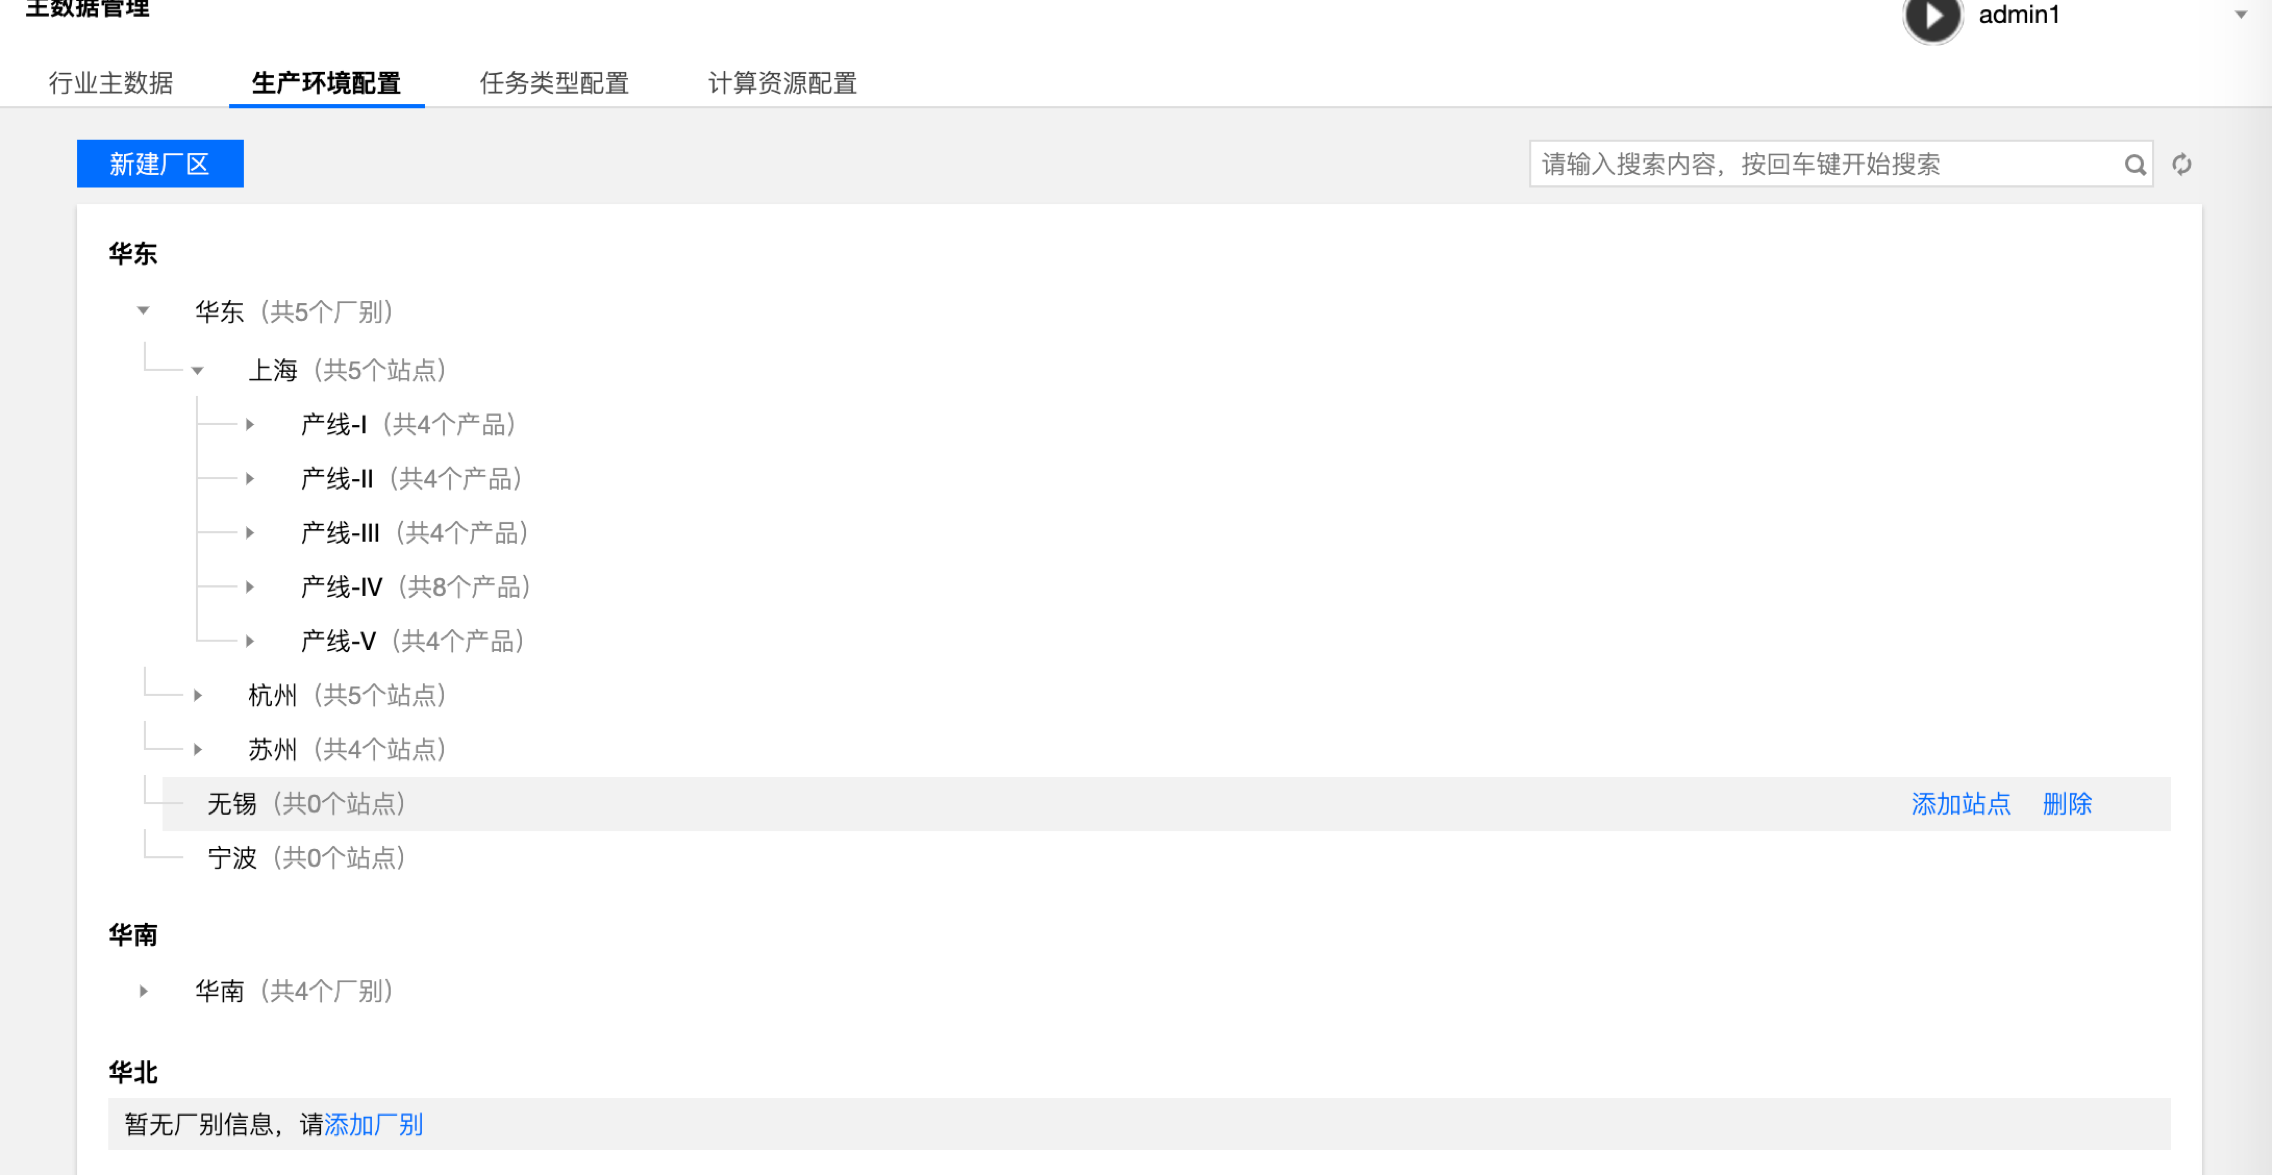 主数据管理
admin1
行业主数据 生产环境配置 任务类型配置 计算资源配置
新建厂区 请输入搜索内容，按回车键开始搜索
华东
华东（共5个厂别）
上海（共5个站点）
产线-I（共4个产品）
产线-II（共4个产品）
产线-III（共4个产品）
产线-IV（共8个产品）
产线-V（共4个产品）
杭州（共5个站点）
苏州（共4个站点）
无锡（共0个站点） 添加站点 删除
宁波（共0个站点）
华南
华南（共4个厂别）
华北
暂无厂别信息，请添加厂别